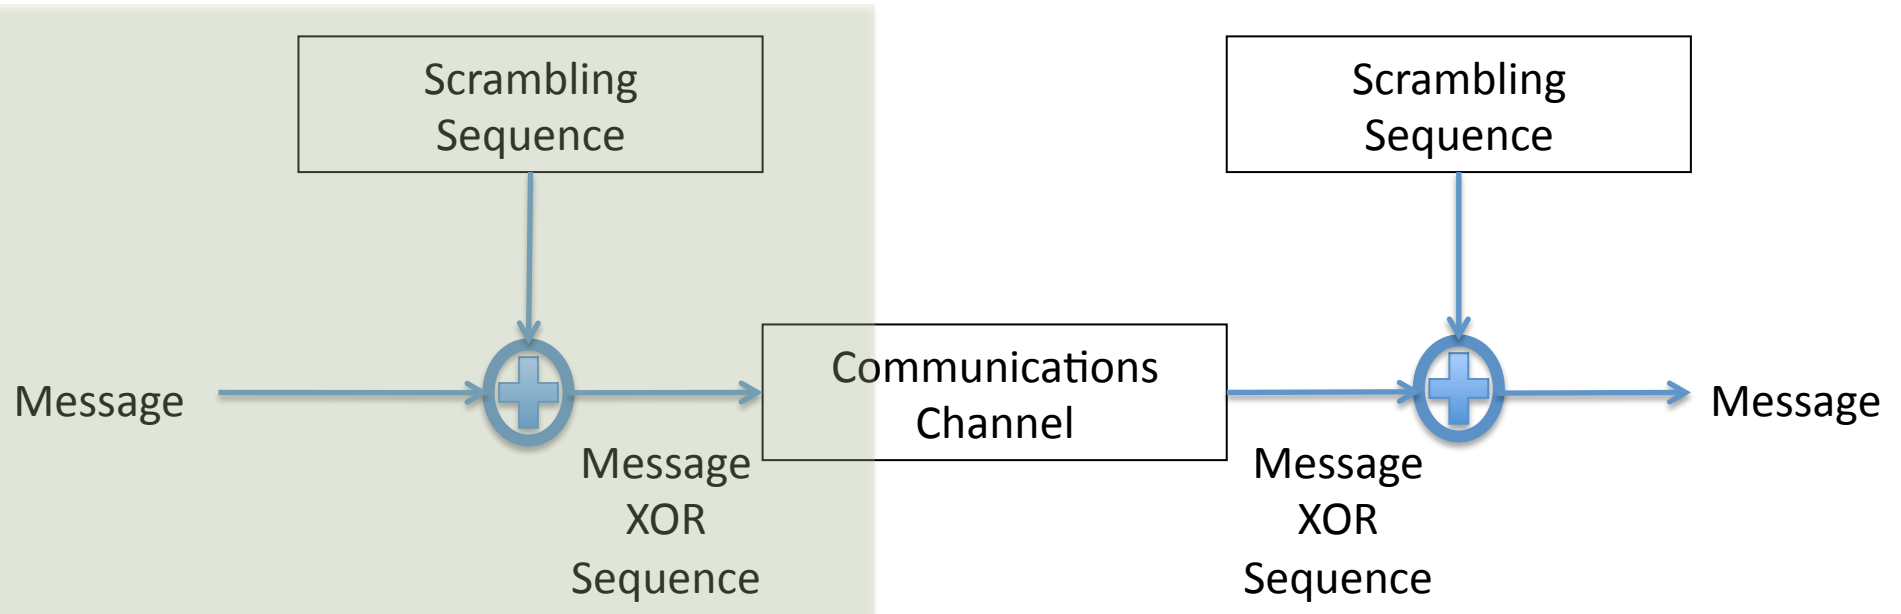 Scrambling
Sequence
Scrambling
Sequence
Message
Communications
Channel
Message
Message
XOR
Sequence
Message
XOR
Sequence